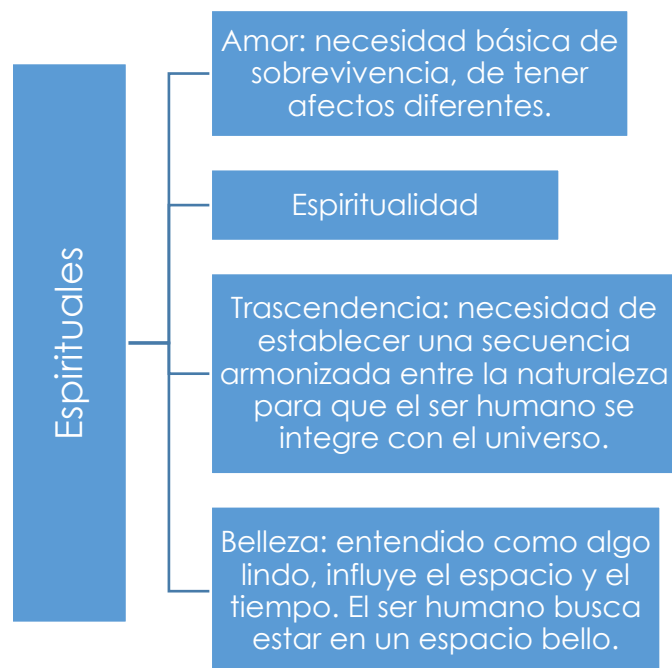 Espirituales
Amor: necesidad básica de
sobrevivencia, de tener
afectos diferentes.
Espiritualidad
Trascendencia: necesidad de
establecer una secuencia
armonizada entre la naturaleza
para que el ser humano se
integre con el universo.
Belleza: entendido como algo
lindo, influye el espacio y el
tiempo. El ser humano busca
estar en un espacio bello.